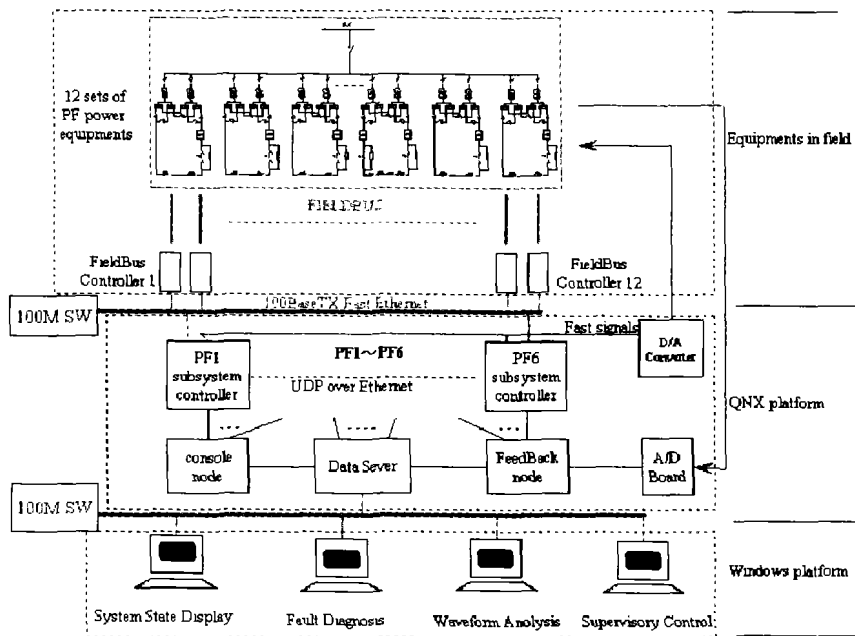 12 sets of
PF power
equipments
Equipments in field
FIELDBUS
FieldBus
Controller 1
FieldBus
Controller 12
100M SW
100BaseTX Fast Ethernet
Fast signals
D/A
Converter
PF1
subsystem
controller
PF1～PF6
UDP over Ethernet
PF6
subsystem
controller
QNX platform
console
node
Data Sever
FeedBack
node
A/D
Board
100M SW
Windows platform
System State Display
Fault Diagnosis
Waveform Analysis
Supervisory Control